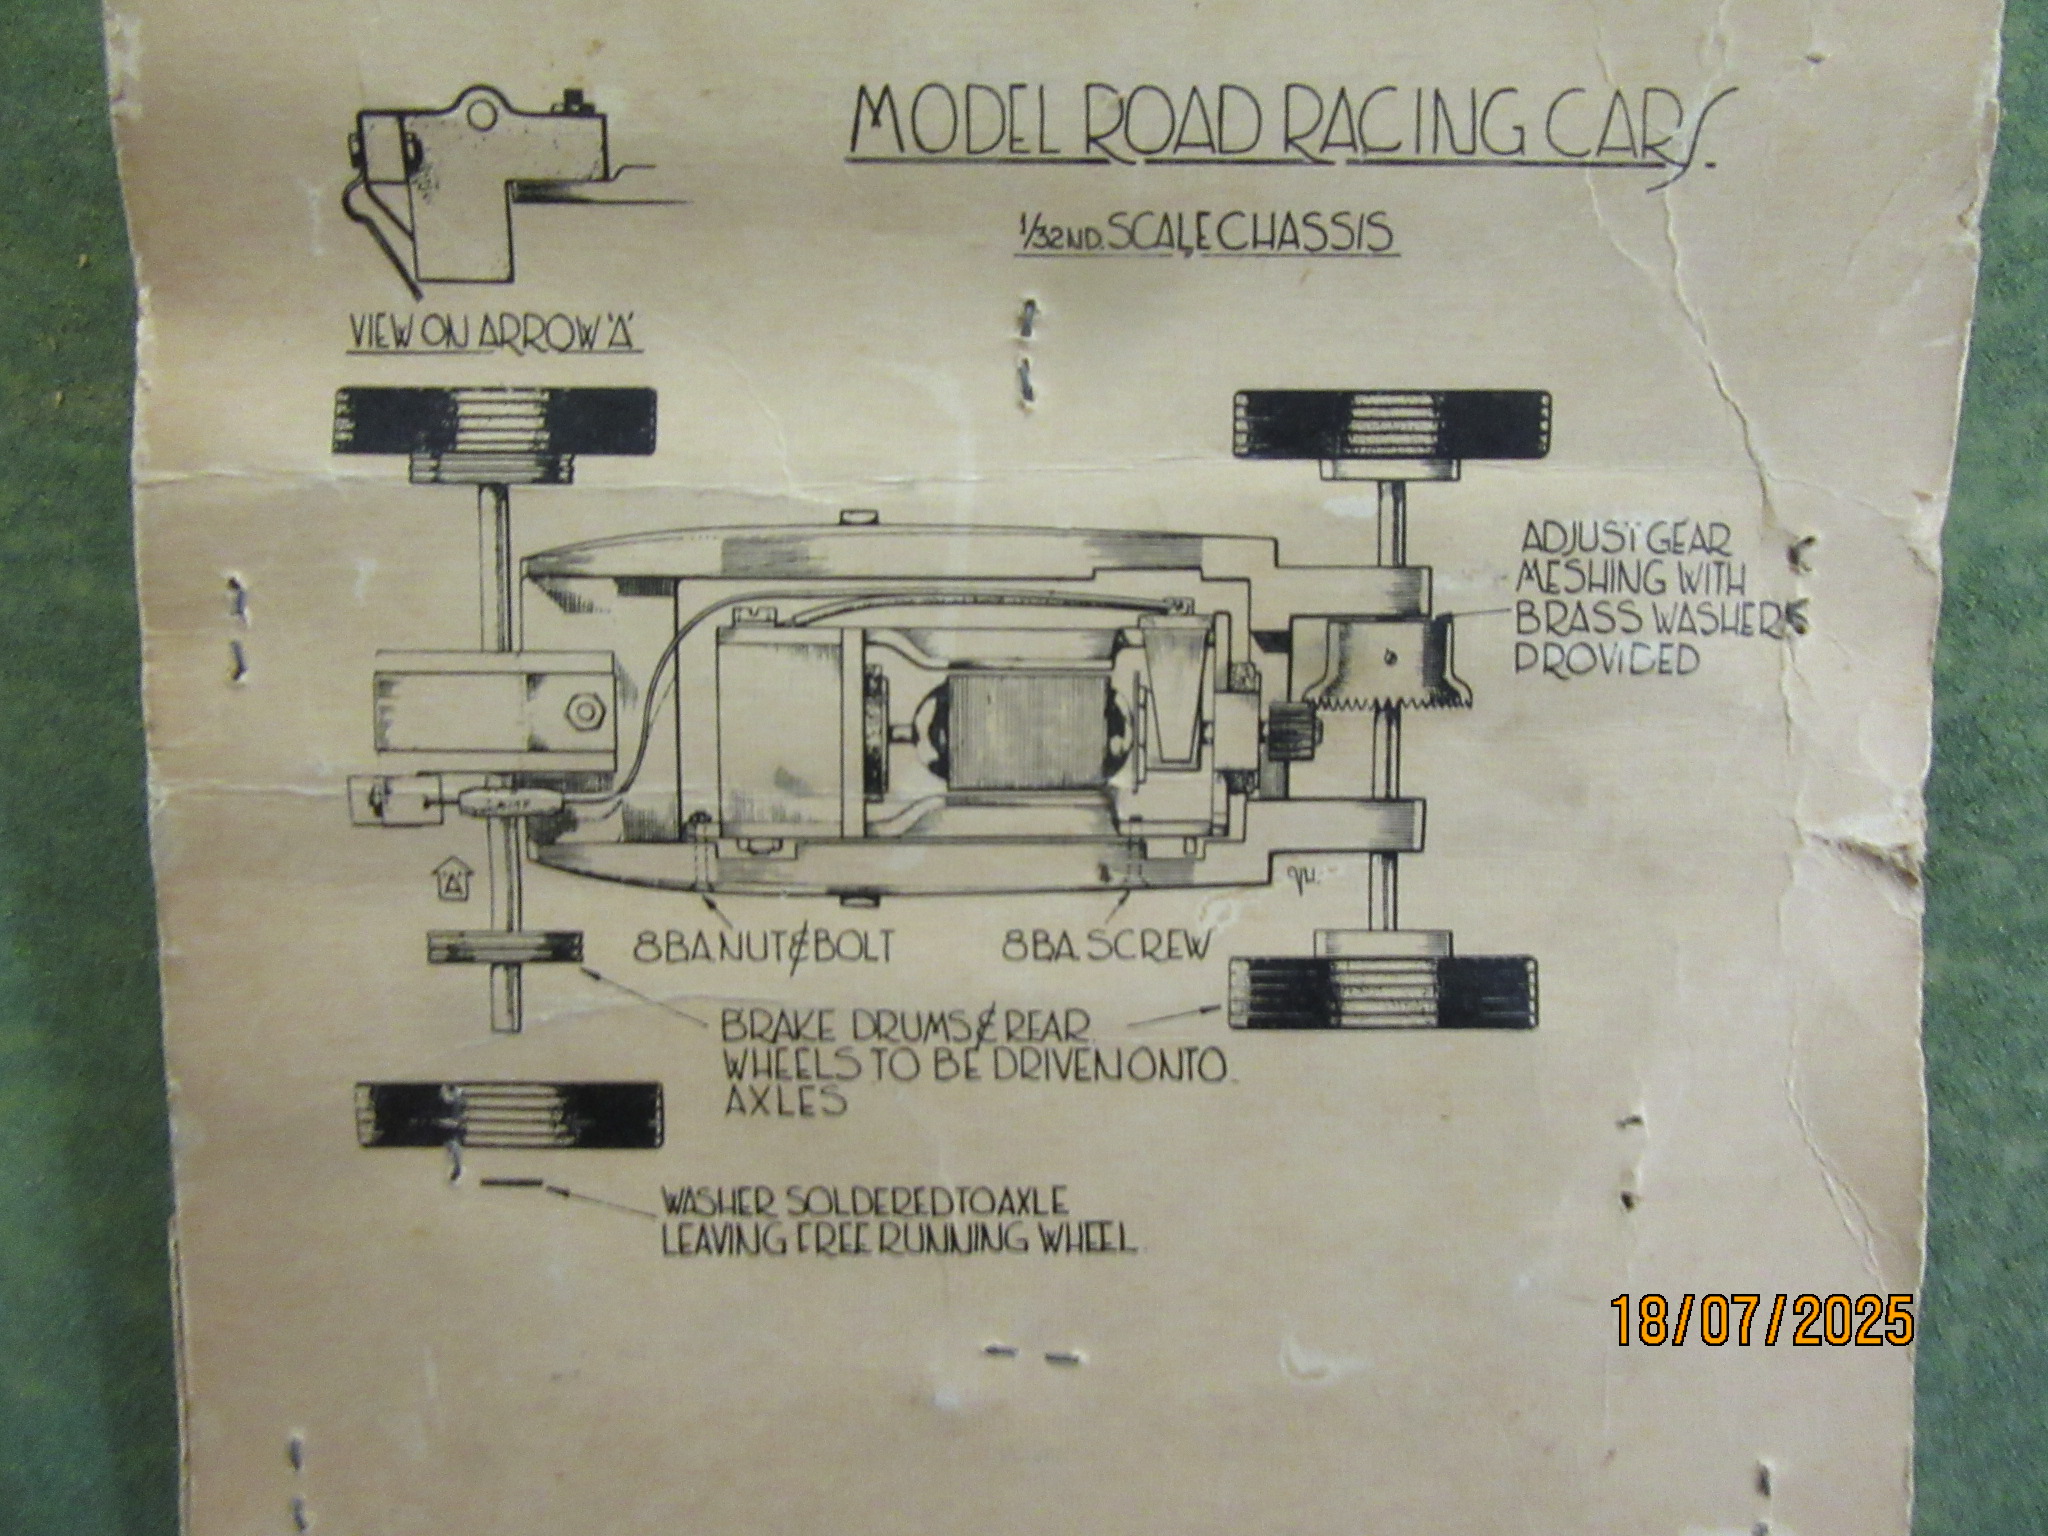 MODEL ROAD RACING CARS.
1/32ND. SCALE CHASSIS
VIEW ON ARROW 'A'
ADJUST GEAR
MESHING WITH
BRASS WASHERS
PROVIDED
'A'
8 B.A. NUT & BOLT
8 B.A. SCREW
BRAKE DRUMS & REAR
WHEELS TO BE DRIVEN ONTO
AXLES
WASHER SOLDERED TO AXLE
LEAVING FREE RUNNING WHEEL
18/07/2025